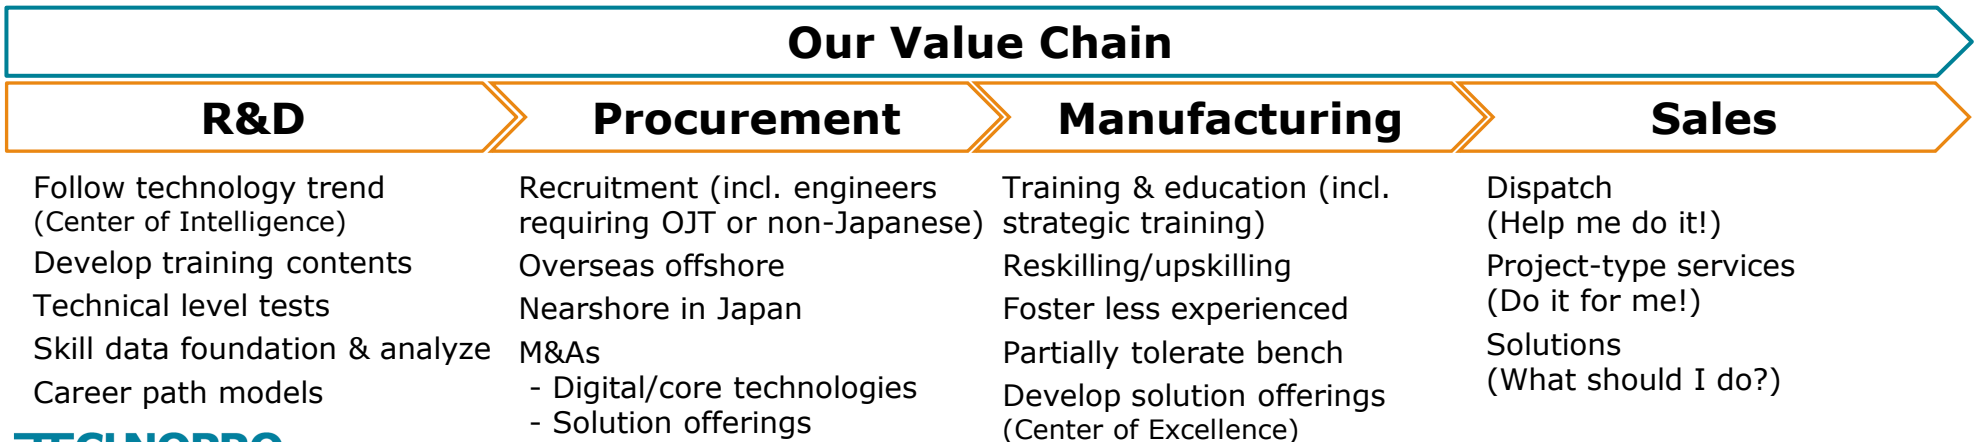 Our Value Chain
R&D
Procurement
Manufacturing
Sales
Follow technology trend
(Center of Intelligence)
Develop training contents
Technical level tests
Skill data foundation & analyze
Career path models
Recruitment (incl. engineers
requiring OJT or non-Japanese)
Overseas offshore
Nearshore in Japan
M&As
- Digital/core technologies
- Solution offerings
Training & education (incl.
strategic training)
Reskilling/upskilling
Foster less experienced
Partially tolerate bench
Develop solution offerings
(Center of Excellence)
Dispatch
(Help me do it!)
Project-type services
(Do it for me!)
Solutions
(What should I do?)
TECHNOPRO